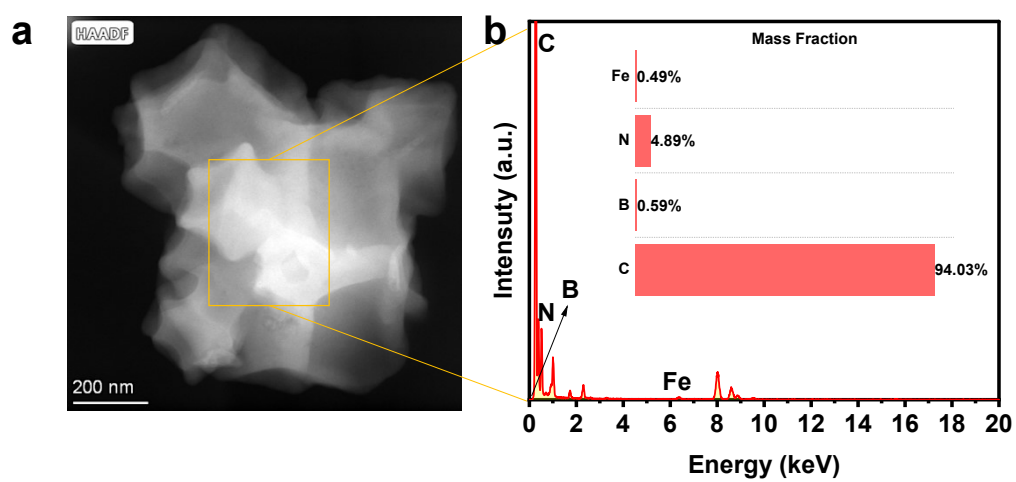 a
HAADF
200 nm
b
C
Mass Fraction
Fe
0.49%
N
4.89%
B
0.59%
C
94.03%
Intensuty (a.u.)
N
B
Fe
0 2 4 6 8 10 12 14 16 18 20
Energy (keV)